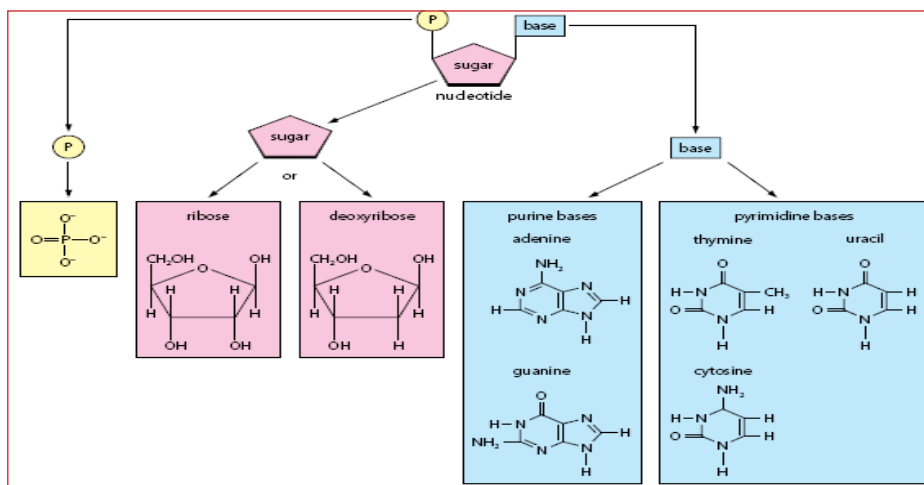 P
base
sugar
nucleotide
P
sugar
or
base
O⁻
O=P—O⁻
O⁻
ribose
CH₂OH
O
OH
H
H
H
H
OH
OH
deoxyribose
CH₂OH
O
OH
H
H
H
H
OH
H
purine bases
adenine
NH₂
N
N
H
N
N
H
H
guanine
O
H
N
N
H
NH₂
N
N
H
pyrimidine bases
thymine
O
H
N
CH₃
O
N
H
H
uracil
O
H
N
H
O
N
H
H
cytosine
NH₂
H
N
H
O
N
H
H